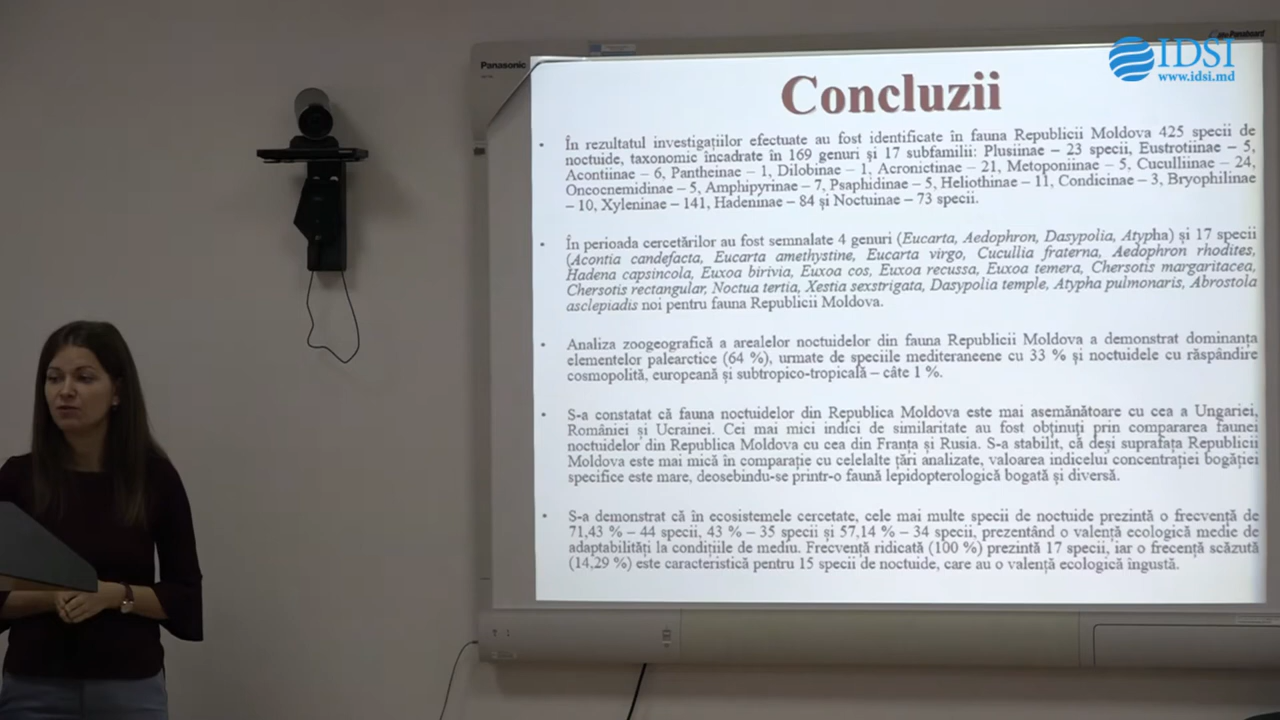 Panasonic
Panaboard
IDSI
www.idsi.md
Concluzii
• În rezultatul investigațiilor efectuate au fost identificate în fauna Republicii Moldova 425 specii de
noctuide, taxonomic încadrate în 169 genuri și 17 subfamilii: Plusiinae – 23 specii, Eustrotiinae – 5,
Acontiinae – 6, Pantheinae – 1, Dilobinae – 1, Acronictinae – 21, Metoponiinae – 5, Cuculliinae – 24,
Oncocnemidinae – 5, Amphipyrinae – 7, Psaphidinae – 5, Heliothinae – 11, Condicinae – 3, Bryophilinae
– 10, Xyleninae – 141, Hadeninae – 84 și Noctuinae – 73 specii.
• În perioada cercetărilor au fost semnalate 4 genuri (Eucarta, Aedophron, Dasypolia, Atypha) și 17 specii
(Acontia candefacta, Eucarta amethystine, Eucarta virgo, Cucullia fraterna, Aedophron rhodites,
Hadena capsincola, Euxoa birivia, Euxoa cos, Euxoa recussa, Euxoa temera, Chersotis margaritacea,
Chersotis rectangular, Noctua tertia, Xestia sexstrigata, Dasypolia temple, Atypha pulmonaris, Abrostola
asclepiadis noi pentru fauna Republicii Moldova.
• Analiza zoogeografică a arealelor noctuidelor din fauna Republicii Moldova a demonstrat dominanța
elementelor palearctice (64 %), urmate de speciile mediteraneene cu 33 % și noctuidele cu răspândire
cosmopolită, europeană și subtropico-tropicală – câte 1 %.
• S-a constatat că fauna noctuidelor din Republica Moldova este mai asemănătoare cu cea a Ungariei,
României și Ucrainei. Cei mai mici indici de similaritate au fost obținuți prin compararea faunei
noctuidelor din Republica Moldova cu cea din Franța și Rusia. S-a stabilit, că deși suprafața Republicii
Moldova este mai mică în comparație cu celelalte țări analizate, valoarea indicelui concentrației bogăției
specifice este mare, deosebindu-se printr-o faună lepidopterologică bogată și diversă.
• S-a demonstrat că în ecosistemele cercetate, cele mai multe specii de noctuide prezintă o frecvență de
71,43 % – 44 specii, 43 % – 35 specii și 57,14 % – 34 specii, prezentând o valență ecologică medie de
adaptabilități la condițiile de mediu. Frecvență ridicată (100 %) prezintă 17 specii, iar o frecență scăzută
(14,29 %) este caracteristică pentru 15 specii de noctuide, care au o valență ecologică îngustă.